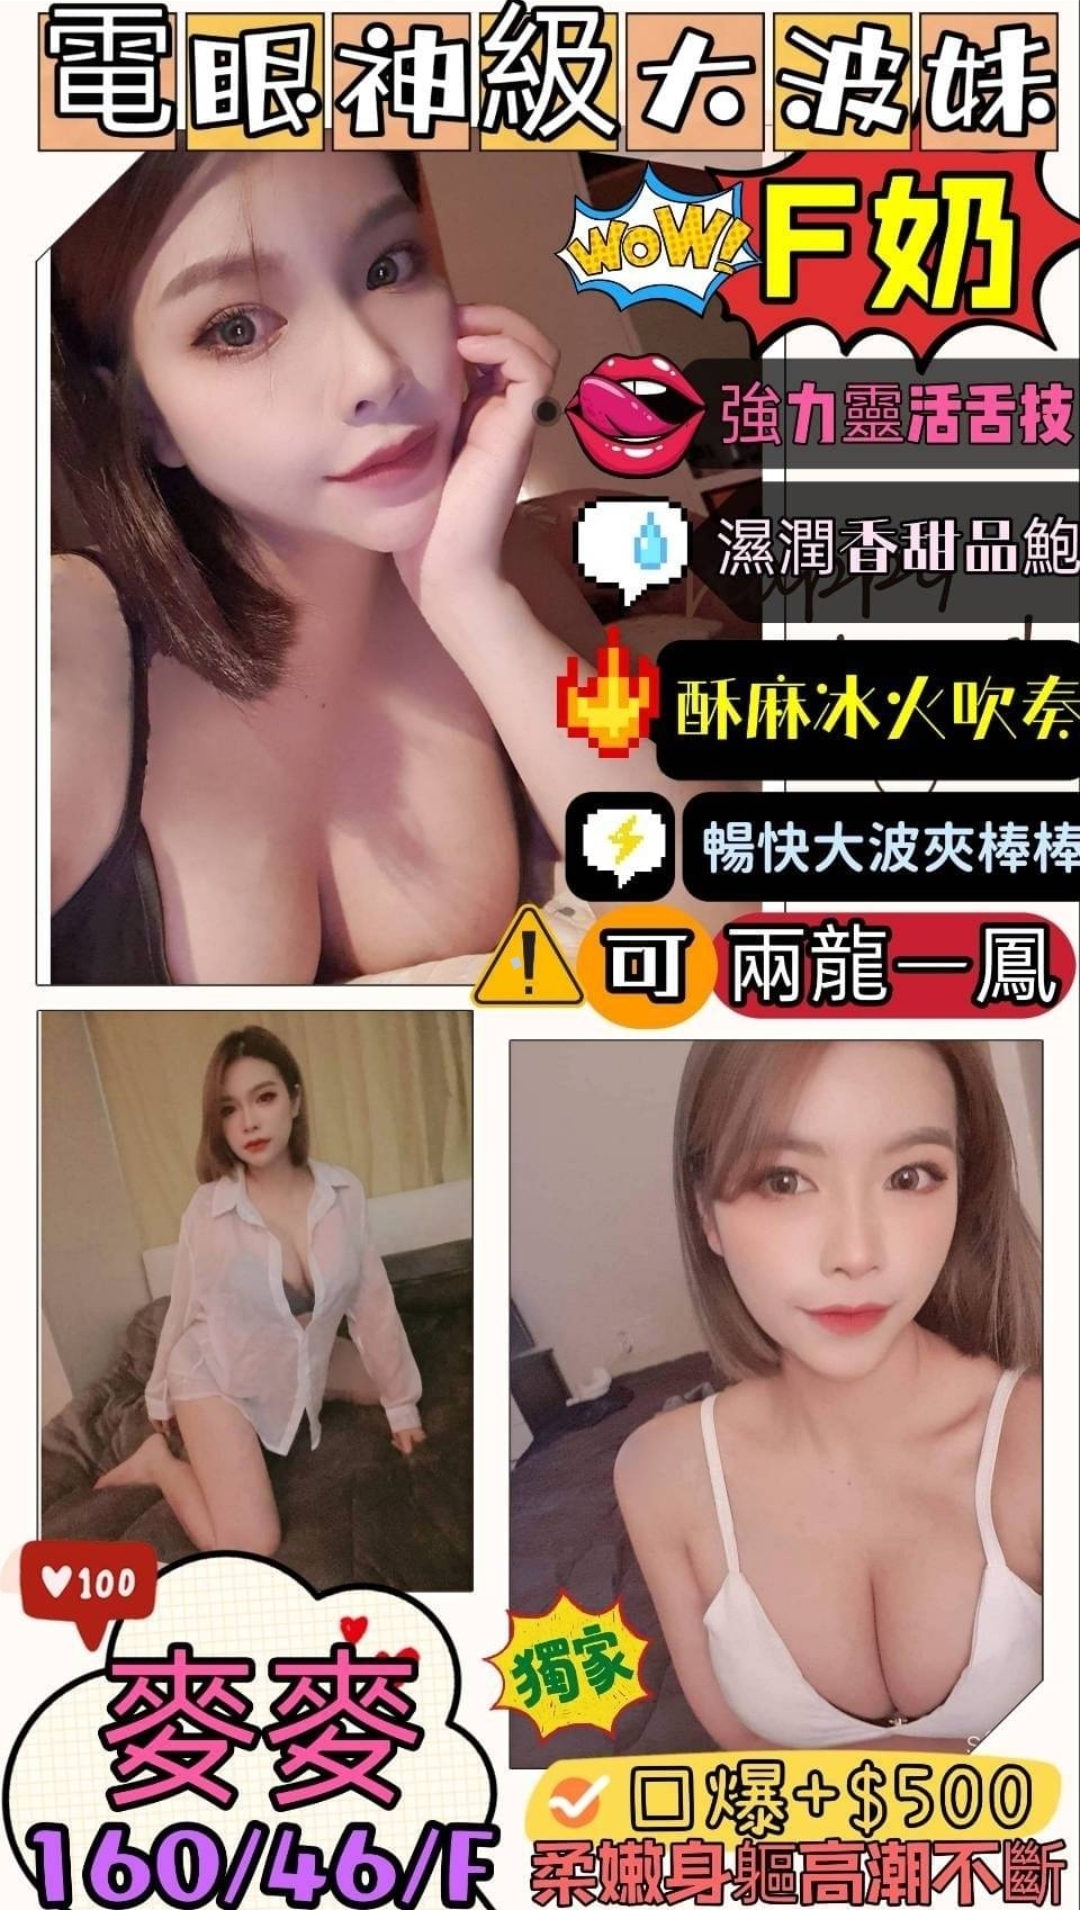 電眼神級大波妹
WOW!
F奶
強力靈活舌技
濕潤香甜品鮑
酥麻冰火吹奏
暢快大波夾棒棒
可 兩龍一鳳
100
麥麥
160/46/F
獨家
口爆+$500
柔嫩身軀高潮不斷